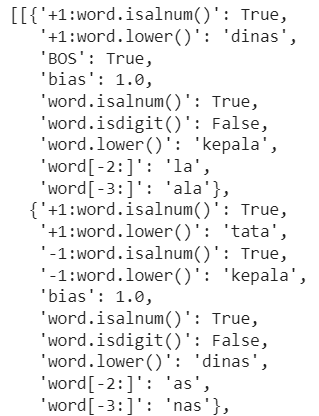 [[{'+1:word.isalnum()': True,
'+1:word.lower()': 'dinas',
'BOS': True,
'bias': 1.0,
'word.isalnum()': True,
'word.isdigit()': False,
'word.lower()': 'kepala',
'word[-2:]': 'la',
'word[-3:]': 'ala'},
{'+1:word.isalnum()': True,
'+1:word.lower()': 'tata',
'-1:word.isalnum()': True,
'-1:word.lower()': 'kepala',
'bias': 1.0,
'word.isalnum()': True,
'word.isdigit()': False,
'word.lower()': 'dinas',
'word[-2:]': 'as',
'word[-3:]': 'nas'},